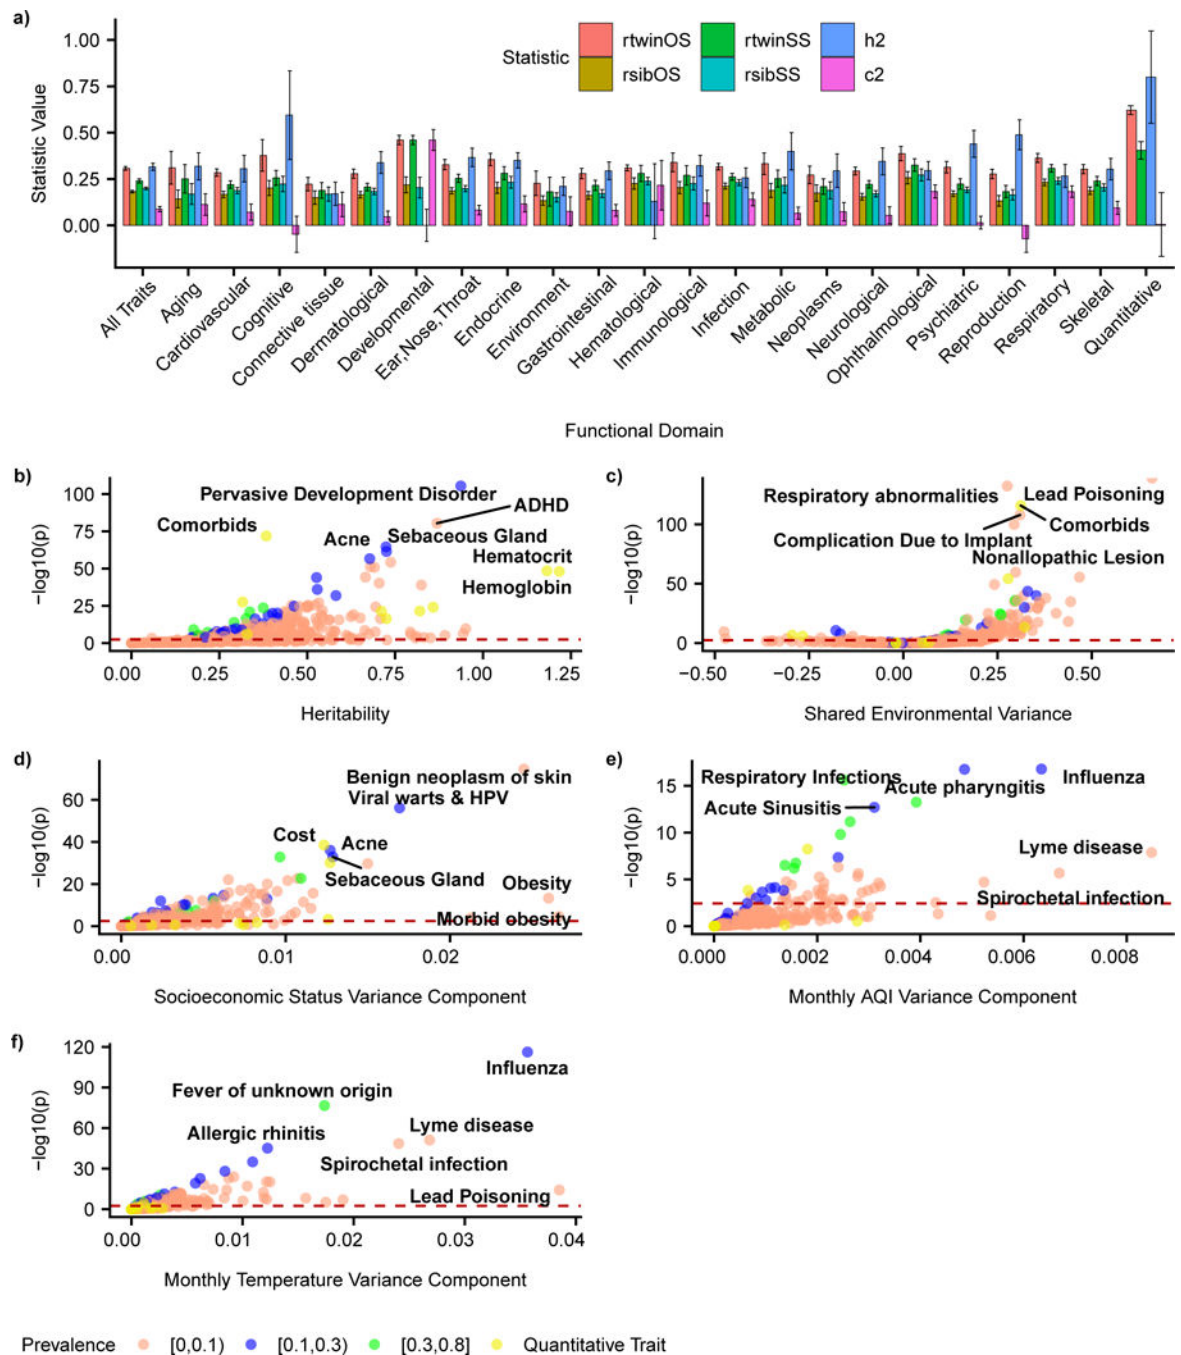 a)
1.00
0.75
0.50
0.25
0.00
Statistic Value
Statistic
rtwinOS
rtwinSS
h2
rsibOS
rsibSS
c2
All Traits
Aging
Cardiovascular
Cognitive
Connective tissue
Dermatological
Developmental
Ear,Nose,Throat
Endocrine
Environment
Gastrointestinal
Hematological
Immunological
Infection
Metabolic
Neoplasms
Neurological
Ophthalmological
Psychiatric
Reproduction
Respiratory
Skeletal
Quantitative
Functional Domain
b)
100
75
50
25
0
−log10(p)
Pervasive Development Disorder
ADHD
Comorbids
Acne
Sebaceous Gland
Hematocrit
Hemoglobin
0.00 0.25 0.50 0.75 1.00 1.25
Heritability
c)
100
50
0
−log10(p)
Respiratory abnormalities
Lead Poisoning
Comorbids
Complication Due to Implant
Nonallopathic Lesion
−0.50 −0.25 0.00 0.25 0.50
Shared Environmental Variance
d)
60
40
20
0
−log10(p)
Benign neoplasm of skin
Viral warts & HPV
Cost
Acne
Sebaceous Gland
Obesity
Morbid obesity
0.00 0.01 0.02
Socioeconomic Status Variance Component
e)
15
10
5
0
−log10(p)
Respiratory Infections
Influenza
Acute pharyngitis
Acute Sinusitis
Lyme disease
Spirochetal infection
0.000 0.002 0.004 0.006 0.008
Monthly AQI Variance Component
f)
120
90
60
30
0
−log10(p)
Influenza
Fever of unknown origin
Allergic rhinitis
Lyme disease
Spirochetal infection
Lead Poisoning
0.00 0.01 0.02 0.03 0.04
Monthly Temperature Variance Component
Prevalence [0,0.1) [0.1,0.3) [0.3,0.8] Quantitative Trait